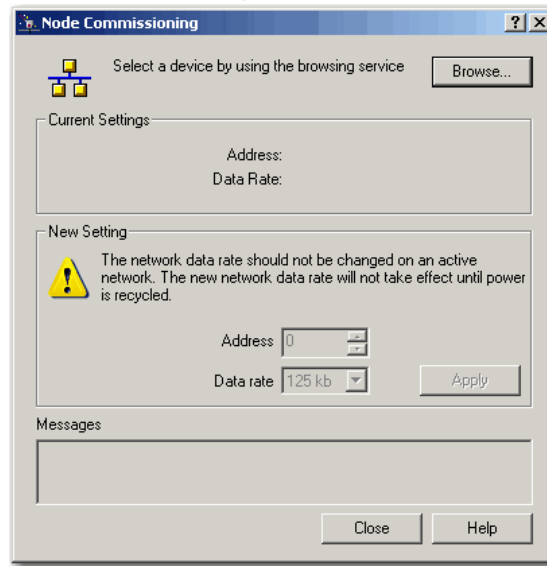 Node Commissioning
Select a device by using the browsing service
Browse...
Current Settings
Address:
Data Rate:
New Setting
The network data rate should not be changed on an active
network. The new network data rate will not take effect until power
is recycled.
Address 0
Data rate 125 kb
Apply
Messages
Close Help